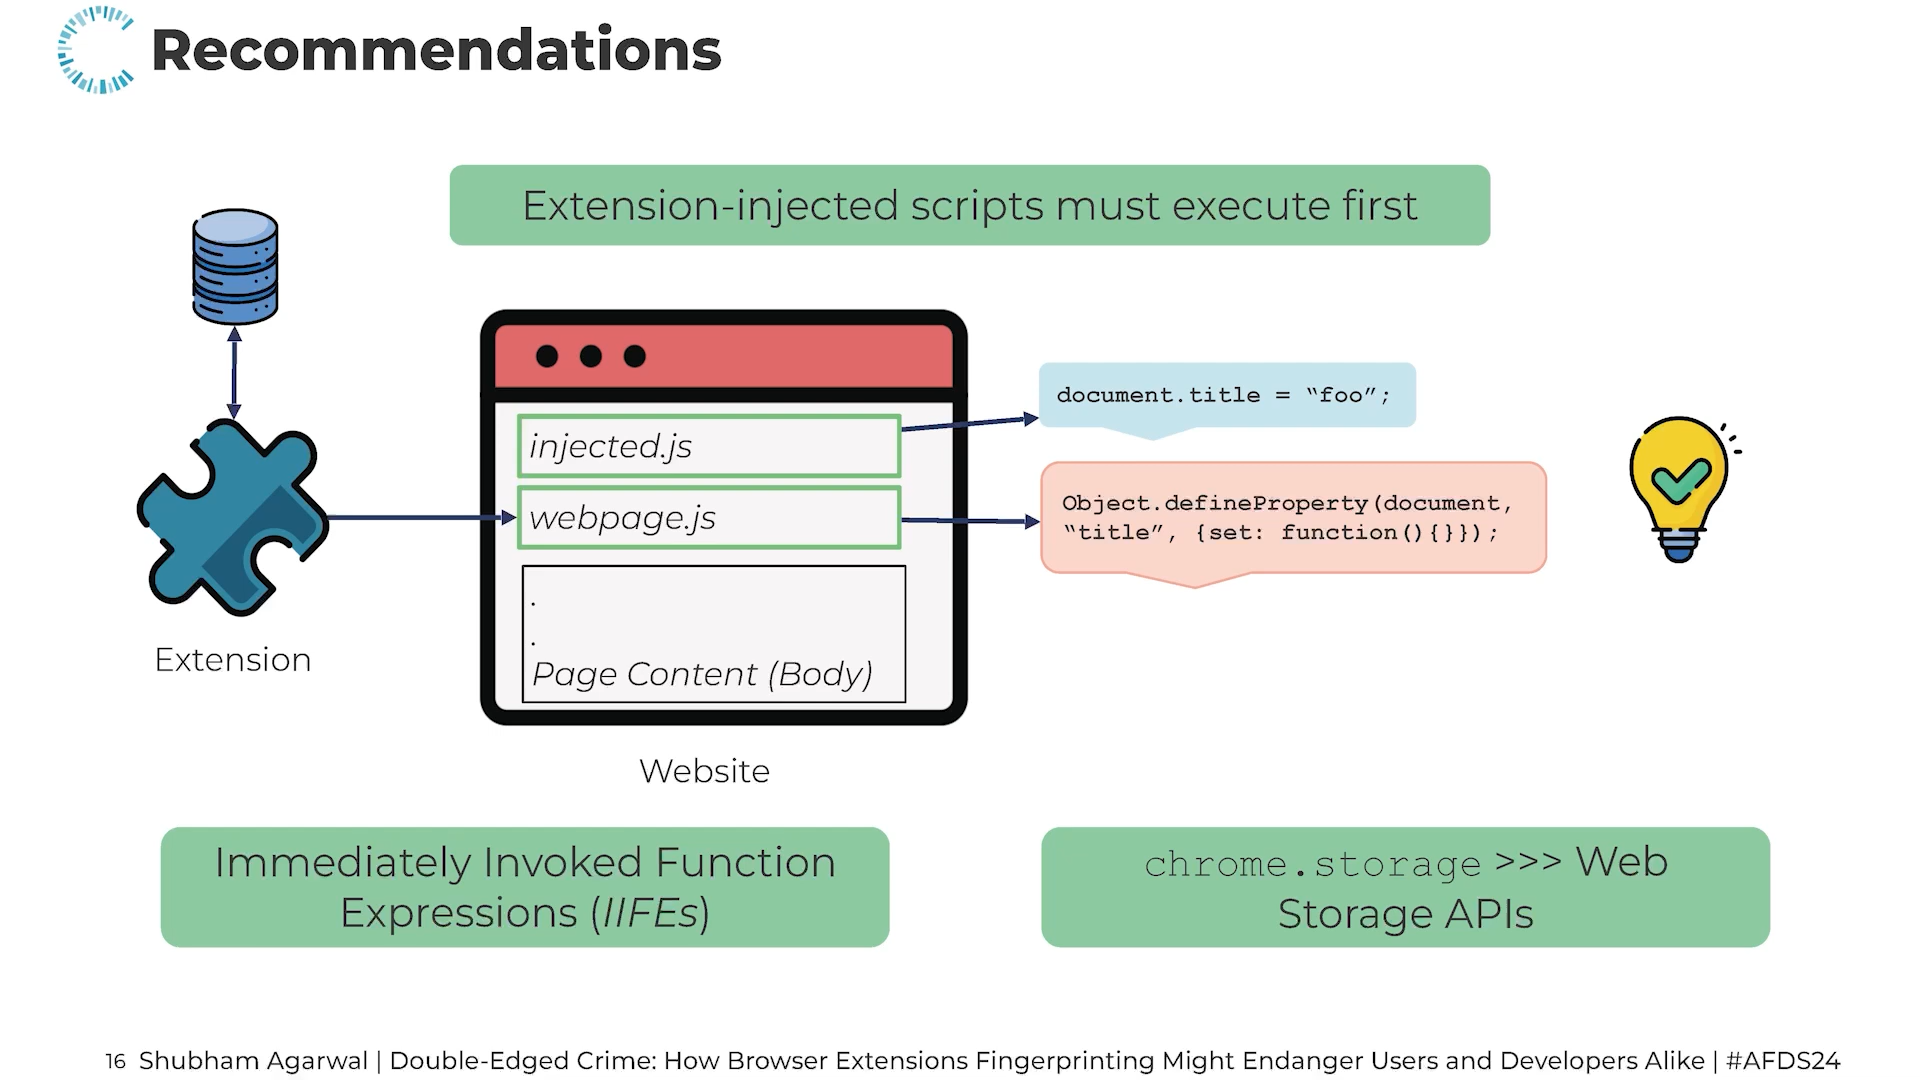 Recommendations
Extension-injected scripts must execute first
injected.js
webpage.js
.
.
Page Content (Body)
document.title = “foo”;
Object.defineProperty(document,
“title”, {set: function(){}});
Extension
Website
Immediately Invoked Function
Expressions (IIFEs)
chrome.storage >>> Web
Storage APIs
16 Shubham Agarwal | Double-Edged Crime: How Browser Extensions Fingerprinting Might Endanger Users and Developers Alike | #AFDS24